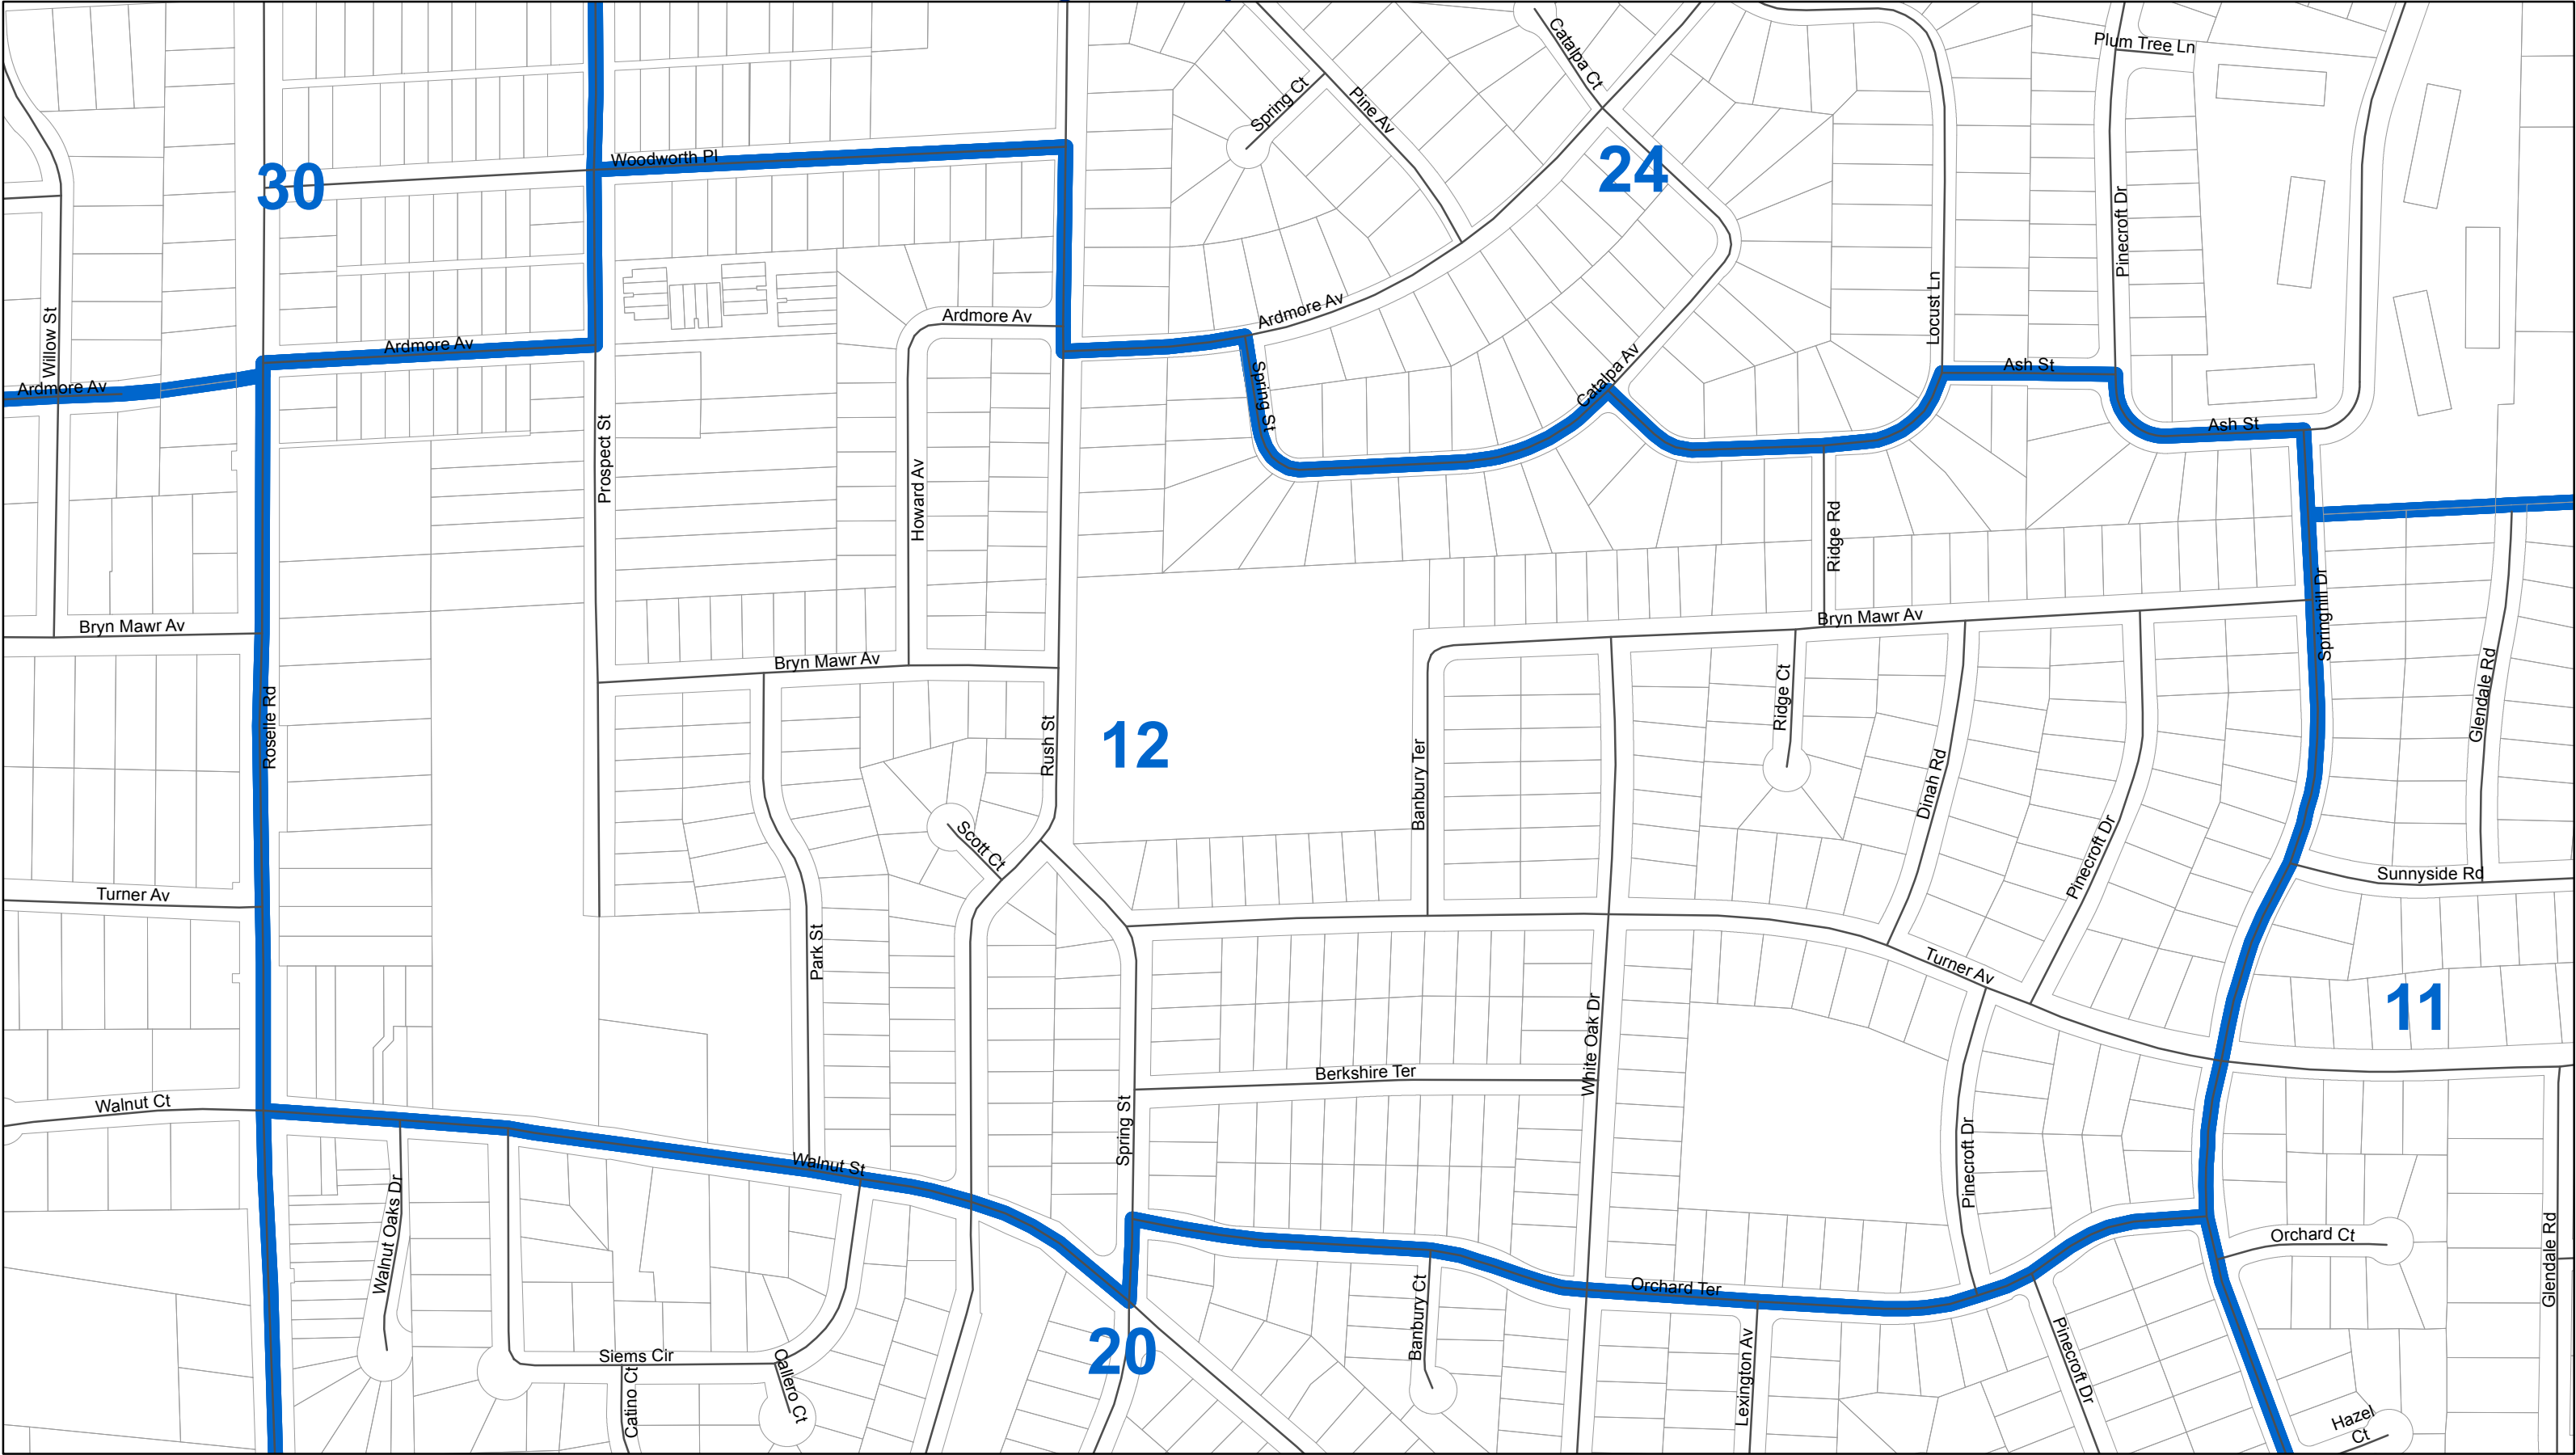 Plum Tree Ln
Catalpa Ct
Spring Ct
Pine Av
Woodworth Pl
30
24
Pinecroft Dr
Locust Ln
Willow St
Ardmore Av
Ardmore Av
Ardmore Av
Ardmore Av
Ash St
Catalpa Av
Spring St
Ash St
Prospect St
Howard Av
Ridge Rd
Springhill Dr
Bryn Mawr Av
Bryn Mawr Av
Bryn Mawr Av
Roselle Rd
Rush St
12
Ridge Ct
Glendale Rd
Banbury Ter
Dinah Rd
Scott Ct
Pinecroft Dr
Sunnyside Rd
Turner Av
Park St
Turner Av
11
White Oak Dr
Berkshire Ter
Walnut Ct
Spring St
Walnut St
Pinecroft Dr
Walnut Oaks Dr
Orchard Ct
Glendale Rd
Orchard Ter
Banbury Ct
20
Siems Cir
Catino Ct
Callero Ct
Lexington Av
Pinecroft Dr
Hazel
Ct